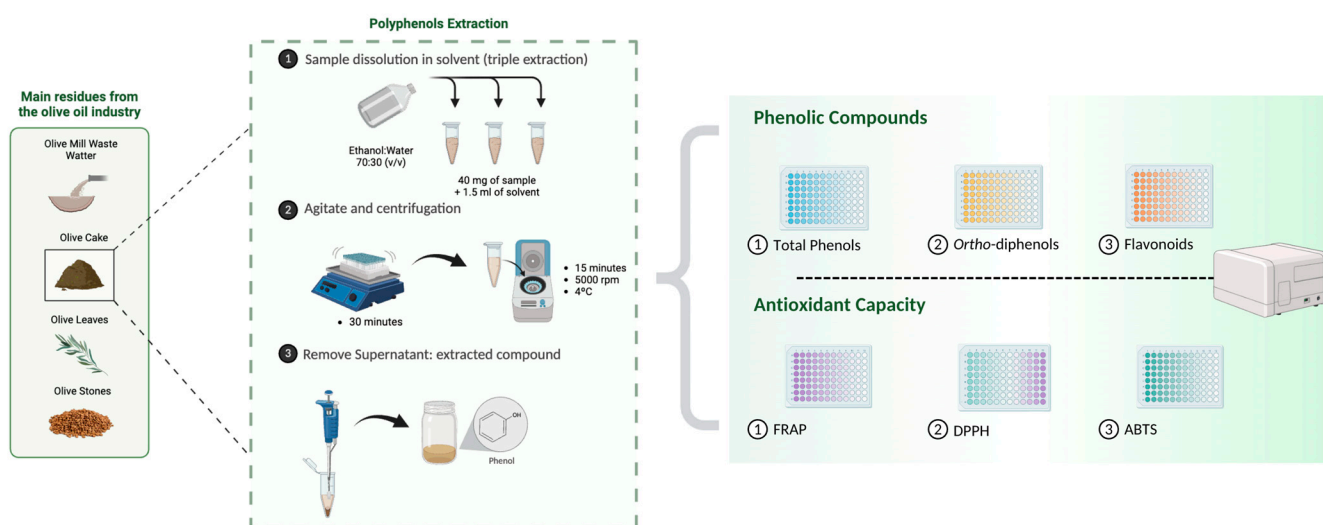 Polyphenols Extraction
Main residues from
the olive oil industry
Olive Mill Waste
Watter
Olive Cake
Olive Leaves
Olive Stones
1 Sample dissolution in solvent (triple extraction)
Ethanol:Water
70:30 (v/v)
40 mg of sample
+ 1.5 ml of solvent
2 Agitate and centrifugation
• 30 minutes
• 15 minutes
• 5000 rpm
• 4ºC
3 Remove Supernatant: extracted compound
OH
Phenol
Phenolic Compounds
1 Total Phenols
2 Ortho-diphenols
3 Flavonoids
Antioxidant Capacity
1 FRAP
2 DPPH
3 ABTS